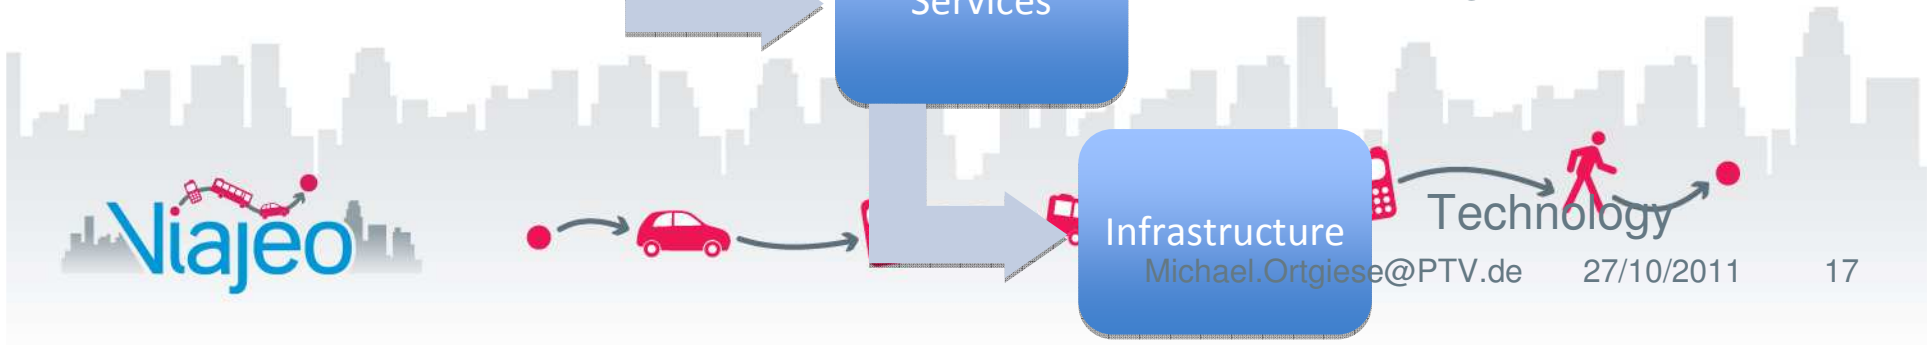 Services
Viajeo
Infrastructure
Technology
Michael.Ortgiese@PTV.de 27/10/2011 17